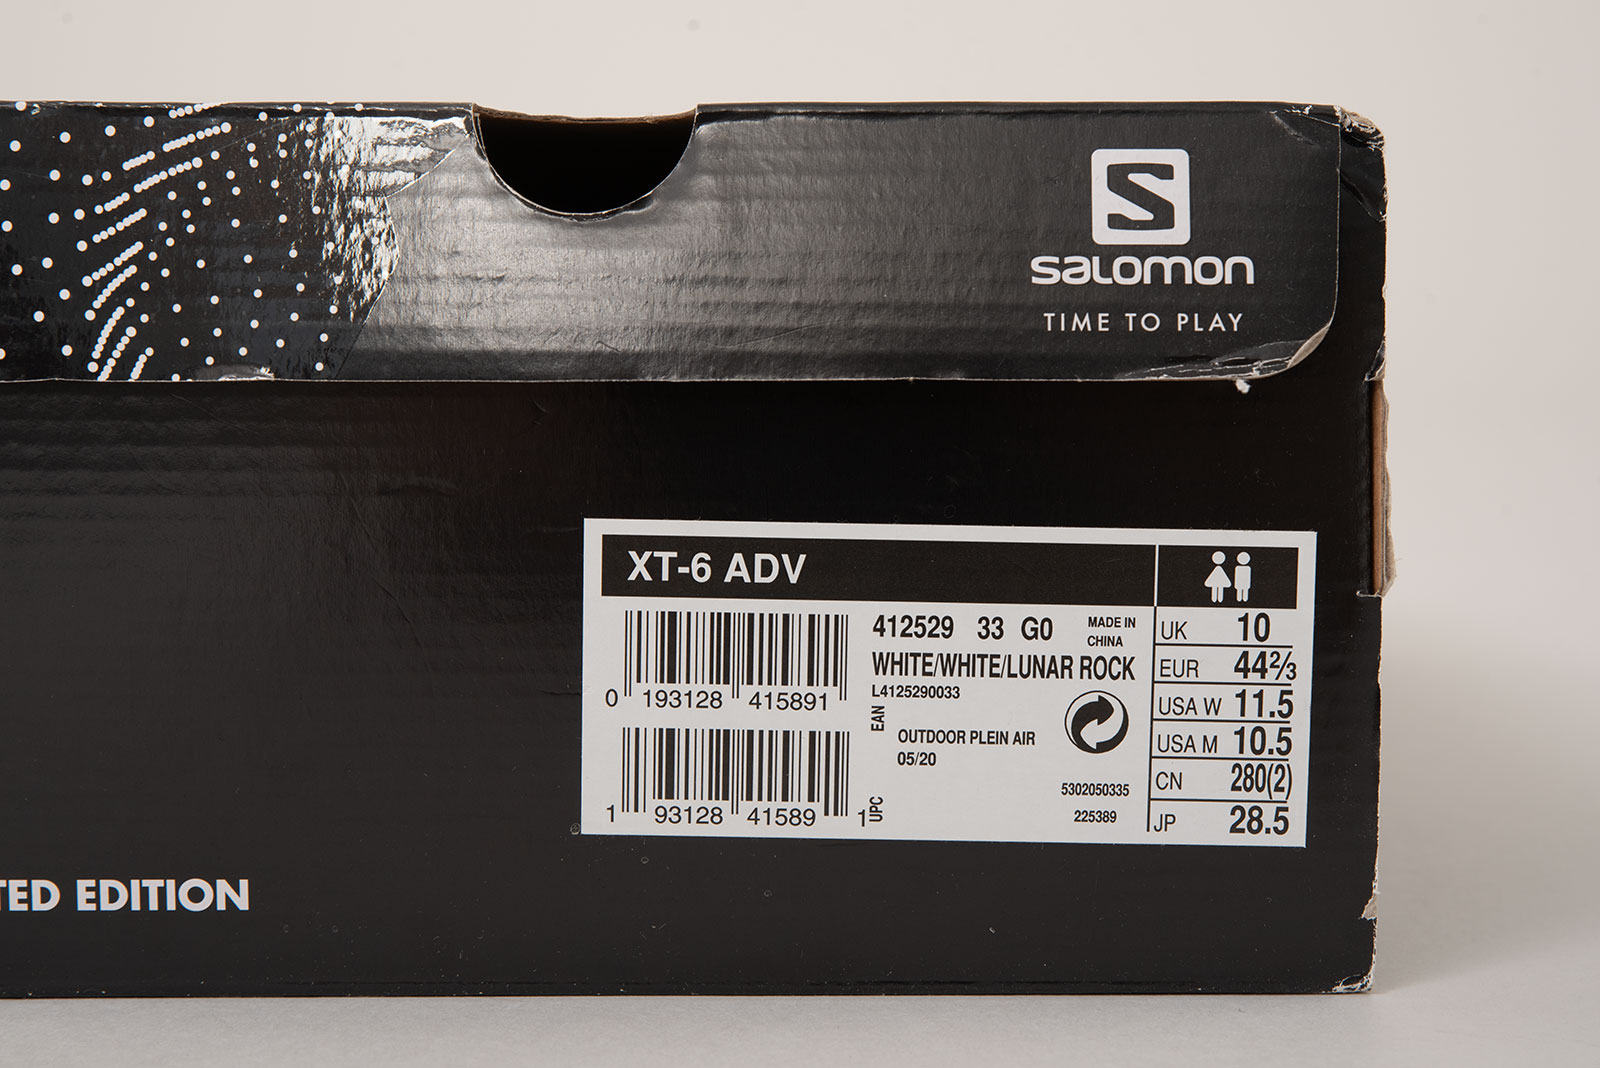 S
salomon
TIME TO PLAY
XT-6 ADV
412529 33 G0
MADE IN
CHINA
WHITE/WHITE/LUNAR ROCK
L4125290033
EAN
0 193128 415891
OUTDOOR PLEIN AIR
05/20
5302050335
225389
1 93128 41589 1
UPC
UK 10
EUR 44⅔
USA W 11.5
USA M 10.5
CN 280(2)
JP 28.5
TED EDITION